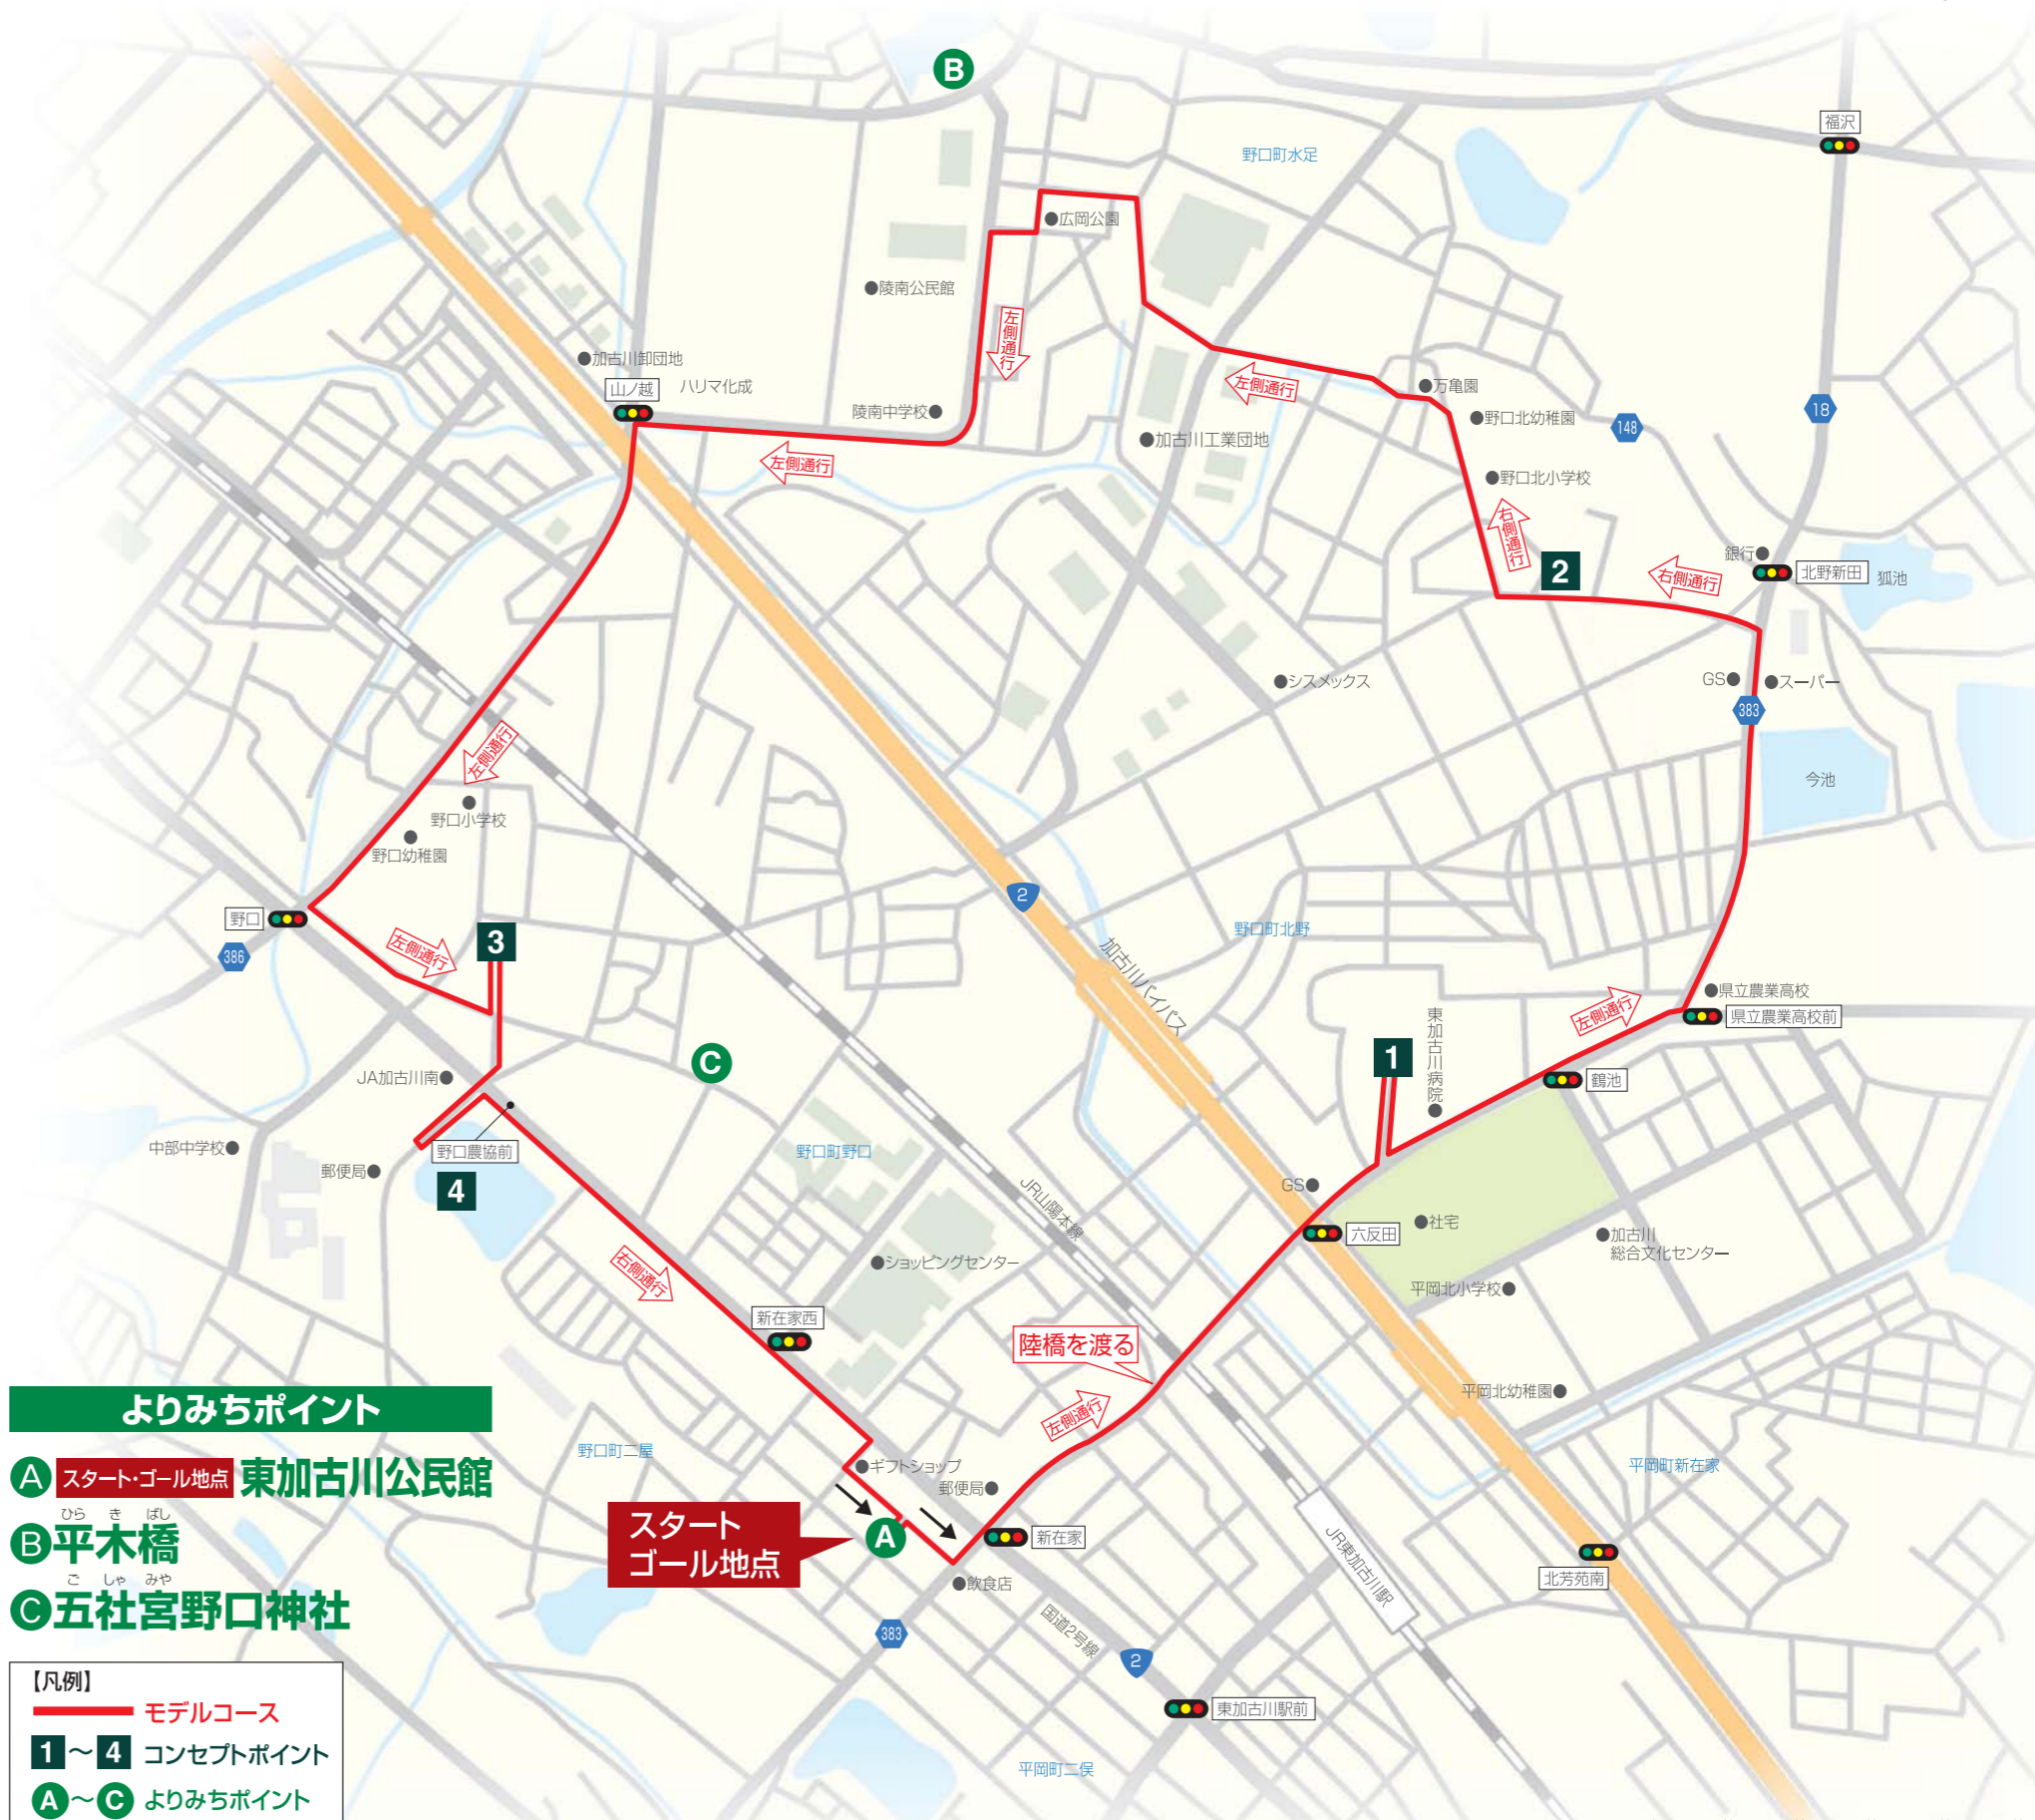 B
福沢
野口町水足
広岡公園
陵南公民館
左側通行
加古川卸団地
山ノ越
ハリマ化成
万亀園
左側通行
18
陵南中学校
野口北幼稚園
148
加古川工業団地
左側通行
野口北小学校
右側通行
銀行
2
右側通行
北野新田
狐池
シスメックス
GS
スーパー
383
左側通行
今池
野口小学校
野口幼稚園
2
野口
左側通行
3
野口町北野
386
加古川バイパス
県立農業高校
左側通行
県立農業高校前
東加古川病院
1
C
JA加古川南
鶴池
中部中学校
野口農協前
野口町野口
郵便局
4
JR山陽本線
GS
社宅
六反田
加古川
総合文化センター
ショッピングセンター
右側通行
平岡北小学校
新在家西
陸橋を渡る
平岡北幼稚園
左側通行
よりみちポイント
野口町二屋
ギフトショップ
平岡町新在家
A スタート・ゴール地点 東加古川公民館
郵便局
ひら き ばし
B 平木橋
スタート
ゴール地点
A
新在家
JR東加古川駅
ご しゃ みや
C 五社宮野口神社
飲食店
北芳苑南
国道2号線
383
2
【凡例】
モデルコース
東加古川駅前
1〜4 コンセプトポイント
平岡町二俣
A〜C よりみちポイント